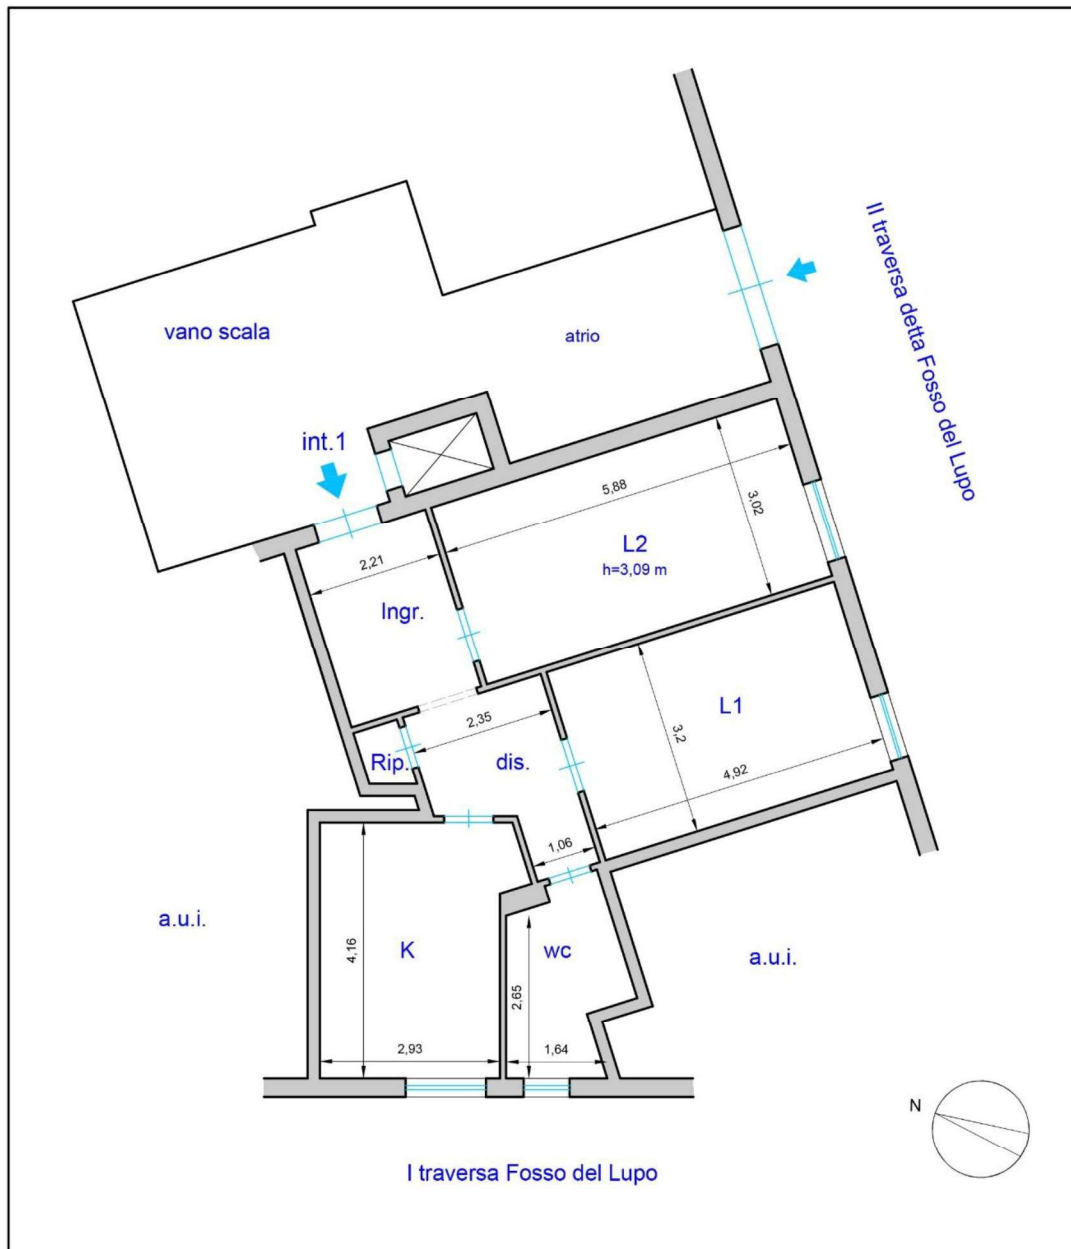 II traversa detta Fosso del Lupo
vano scala
atrio
int.1
5,88
3,02
L2
h=3,09 m
2,21
Ingr.
L1
2,35
3,2
Rip.
dis.
4,92
1,06
a.u.i.
K
wc
a.u.i.
4,16
2,65
2,93
1,64
N
I traversa Fosso del Lupo